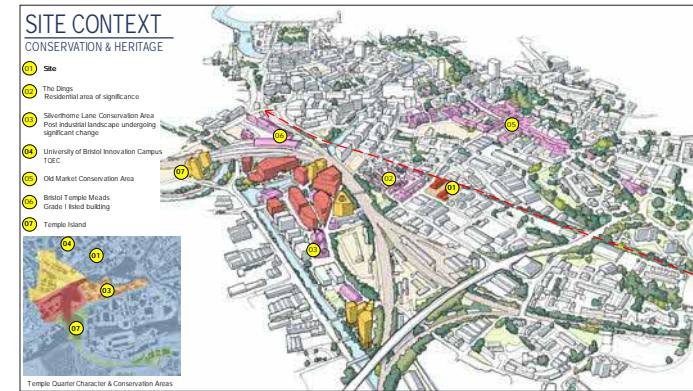 SITE CONTEXT
CONSERVATION & HERITAGE
01 Site
02 The Dings
Residential area of significance
03 Silverthorne Lane Conservation Area
Post industrial landscape undergoing
significant change
04 University of Bristol Innovation Campus
TQEC
05 Old Market Conservation Area
06 Bristol Temple Meads
Grade I listed building
07 Temple Island
05
06
07
02
01
03
04
01
03
07
Temple Quarter Character & Conservation Areas